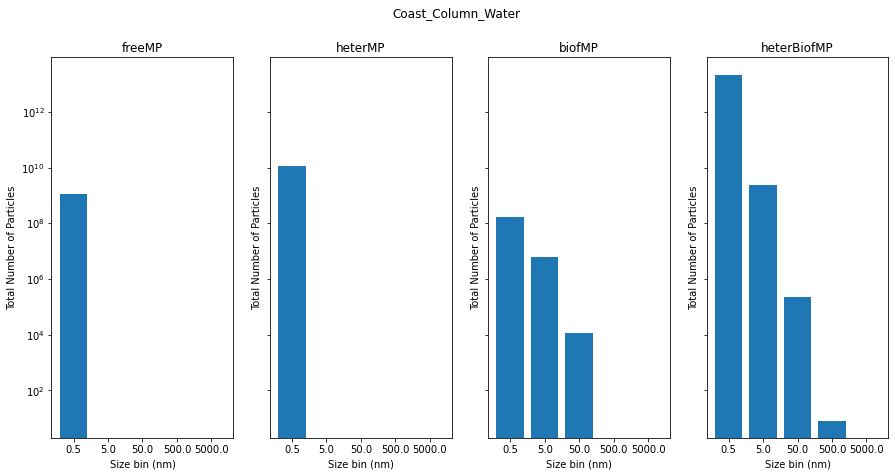 Coast_Column_Water
freeMP
heterMP
biofMP
heterBiofMP
Total Number of Particles
10^12
10^10
10^8
10^6
10^4
10^2
0.5 5.0 50.0 500.0 5000.0
Size bin (nm)
Total Number of Particles
0.5 5.0 50.0 500.0 5000.0
Size bin (nm)
Total Number of Particles
0.5 5.0 50.0 500.0 5000.0
Size bin (nm)
Total Number of Particles
0.5 5.0 50.0 500.0 5000.0
Size bin (nm)